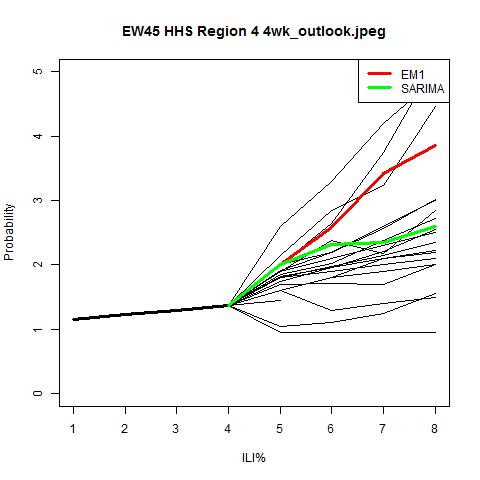 EW45 HHS Region 4 4wk_outlook.jpeg
EM1
SARIMA
Probability
5
4
3
2
1
0
1 2 3 4 5 6 7 8
ILI%